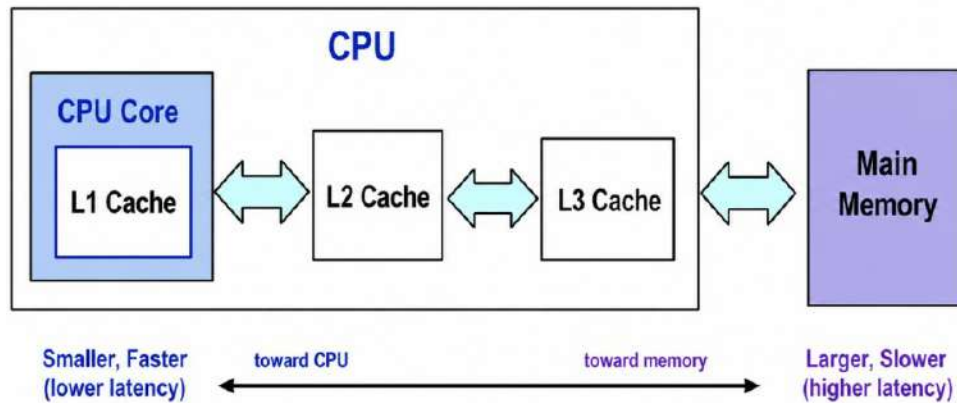 CPU
CPU Core
L1 Cache
L2 Cache
L3 Cache
Main
Memory
Smaller, Faster
(lower latency)
toward CPU
toward memory
Larger, Slower
(higher latency)